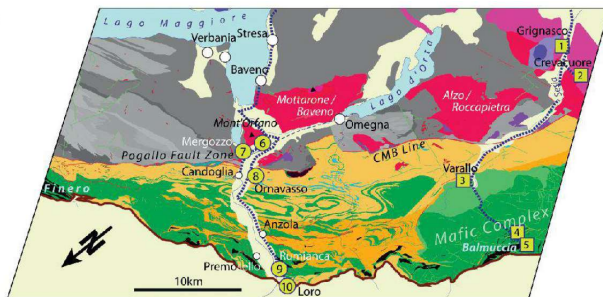 Lago Maggiore
Verbania
Stresa
Grignasco
1
Crevacuore
2
Baveno
Mottarone/
Baveno
Lago d'Orta
Alzo/
Roccapietra
Mont'Orfano
Omegna
Mergozzo
6
7
Pogallo Fault Zone
CMB Line
Varallo
Candoglia
8
Ornavasso
3
Finero
Mafic Complex
Anzola
4
Balmuccia
5
Premosello
Rumianca
9
N
10km
10
Loro